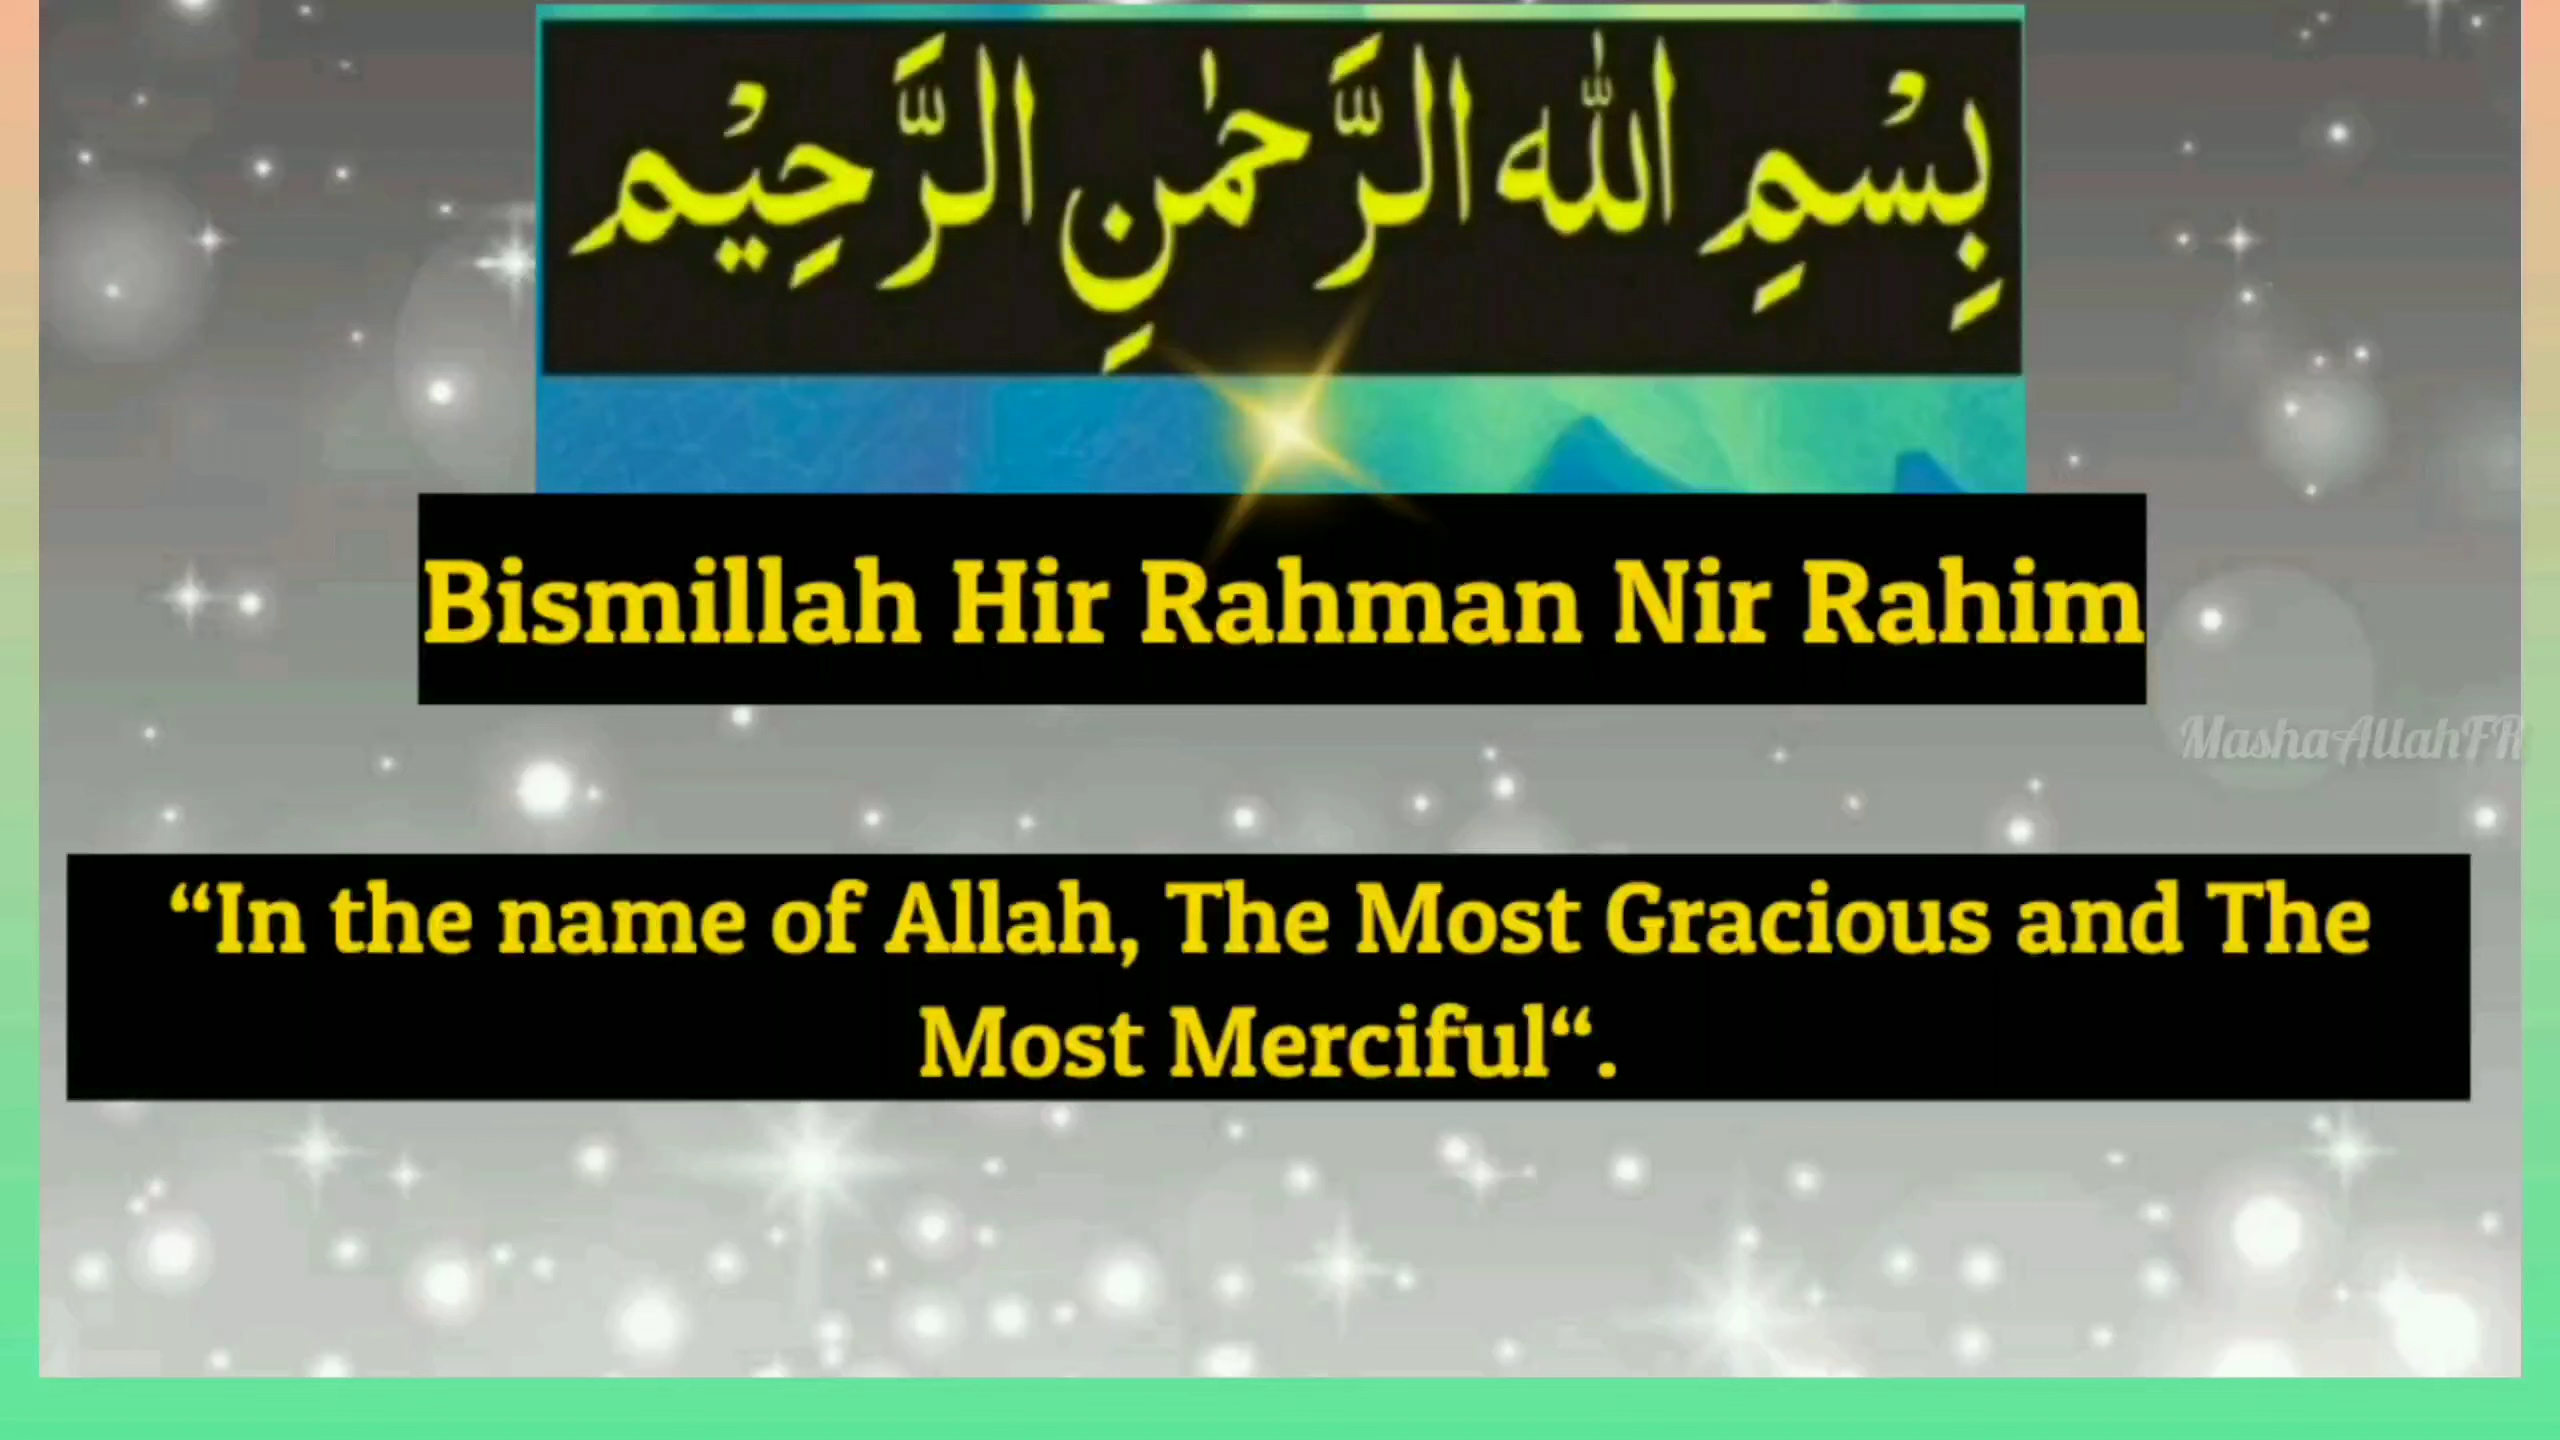 بِسْمِ اللّٰه الرَّحْمٰنِ الرَّحِيْم
Bismillah Hir Rahman Nir Rahim
MashaAllahFR
“In the name of Allah, The Most Gracious and The
Most Merciful“.